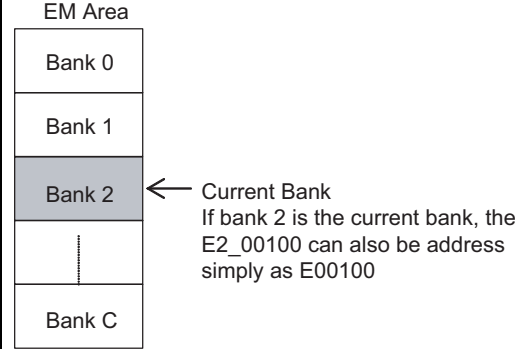 EM Area
Bank 0
Bank 1
Bank 2
Current Bank
If bank 2 is the current bank, the
E2_00100 can also be address
simply as E00100
Bank C